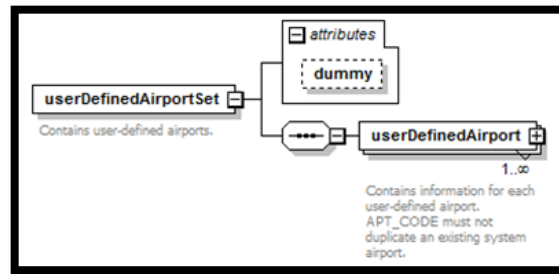 attributes
dummy
userDefinedAirportSet
Contains user-defined airports.
userDefinedAirport
1..∞
Contains information for each
user-defined airport.
APT_CODE must not
duplicate an existing system
airport.